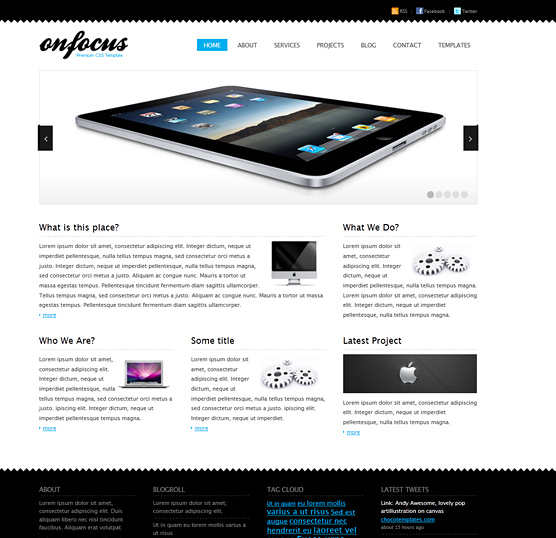 RSS Facebook Twitter
onfocus
Premium CSS Template
HOME ABOUT SERVICES PROJECTS BLOG CONTACT TEMPLATES
What is this place?
Lorem ipsum dolor sit amet, consectetur adipiscing elit. Integer dictum, neque ut
imperdiet pellentesque, nulla tellus tempus magna, sed consectetur orci metus a
justo. Integer dictum, neque ut imperdiet pellentesque, nulla tellus tempus magna,
sed consectetur orci metus a justo. Aliquam ac congue nunc. Mauris a tortor ut
massa egestas tempus. Pellentesque tincidunt fermentum diam sagittis ullamcorper.
Tellus tempus magna, sed consectetur orci metus a justo. Aliquam ac congue nunc. Mauris a tortor ut massa
egestas tempus. Pellentesque tincidunt fermentum diam sagittis ullamcorper.
more
What We Do?
Lorem ipsum dolor sit
amet, consectetur
adipiscing elit. Integer
dictum, neque ut
imperdiet pellentesque, nulla tellus tempus magna.
Lorem ipsum dolor sit amet, consectetur adipiscing
elit. Integer dictum, neque ut imperdiet
pellentesque, nulla tellus tempus magna.
Who We Are?
Lorem ipsum dolor sit amet,
consectetur adipiscing elit.
Integer dictum, neque ut
imperdiet pellentesque, nulla
tellus tempus magna, sed consectetur orci metus a
justo. ipiscing elit. Integer dictum, neque ut
imperdiet pellentesque tempus magna.
more
Some title
Lorem ipsum dolor sit
amet, consectetur
adipiscing elit. Integer
dictum, neque ut
imperdiet pellentesque, nulla tellus tempus magna,
sed consectetur orci metus a justo. ipsicing elit.
Integer dictum, neque ut imperdiet.
more
Latest Project
Lorem ipsum dolor sit amet, consectetur adipiscing
elit. Integer dictum, neque ut imperdiet
pellentesque, nulla tellus tempus magna.
more
ABOUT
Lorem ipsum dolor sit amet,
consectetur adipiscing elit. Duis
aliquam libero nec nisl tincidunt
faucibus. Aliquam erat volutpat.
BLOGROLL
Lorem ipsum dolor sit amet,
consectetur adipiscing elit.
Ut in quam eu lorem mollis varius a ut
risus
TAG CLOUD
Ut in quam eu lorem mollis
varius a ut risus Sed est
augue consectetur nec
hendrerit eu laoreet vel
LATEST TWEETS
Link: Andy Awesome, lovely pop
artillustration on canvas
chocotemplates.com
about 15 hours ago